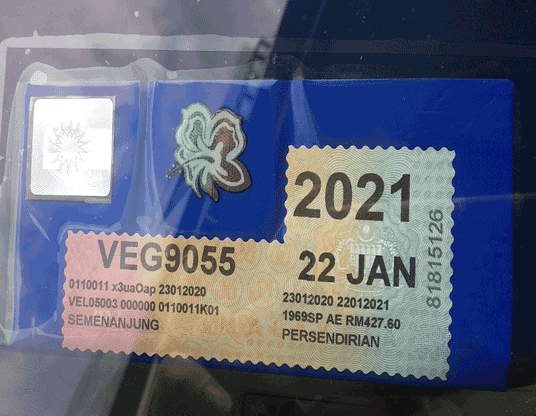 2021
VEG9055
22 JAN
81815126
0110011 x3uaOap 23012020
VEL05003 000000 0110011K01
SEMENANJUNG
23012020 22012021
1969SP AE RM427.60
PERSENDIRIAN